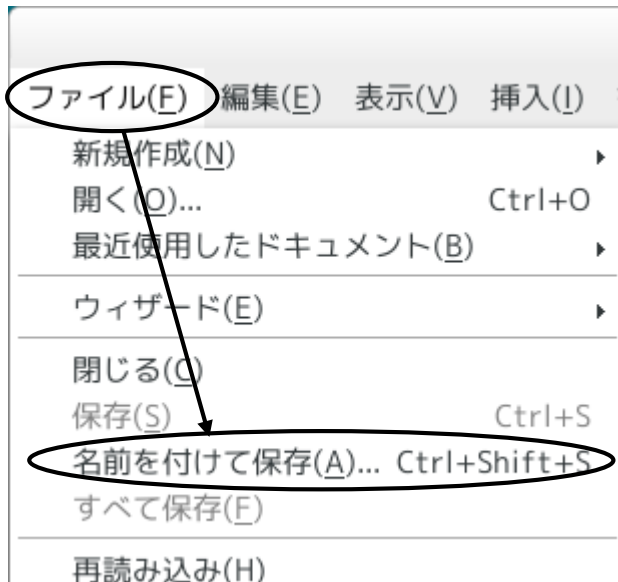 ファイル(F) 編集(E) 表示(V) 挿入(I)
新規作成(N)
開く(O)... Ctrl+O
最近使用したドキュメント(B)
ウィザード(E)
閉じる(C)
保存(S) Ctrl+S
名前を付けて保存(A)... Ctrl+Shift+S
すべて保存(F)
再読み込み(H)